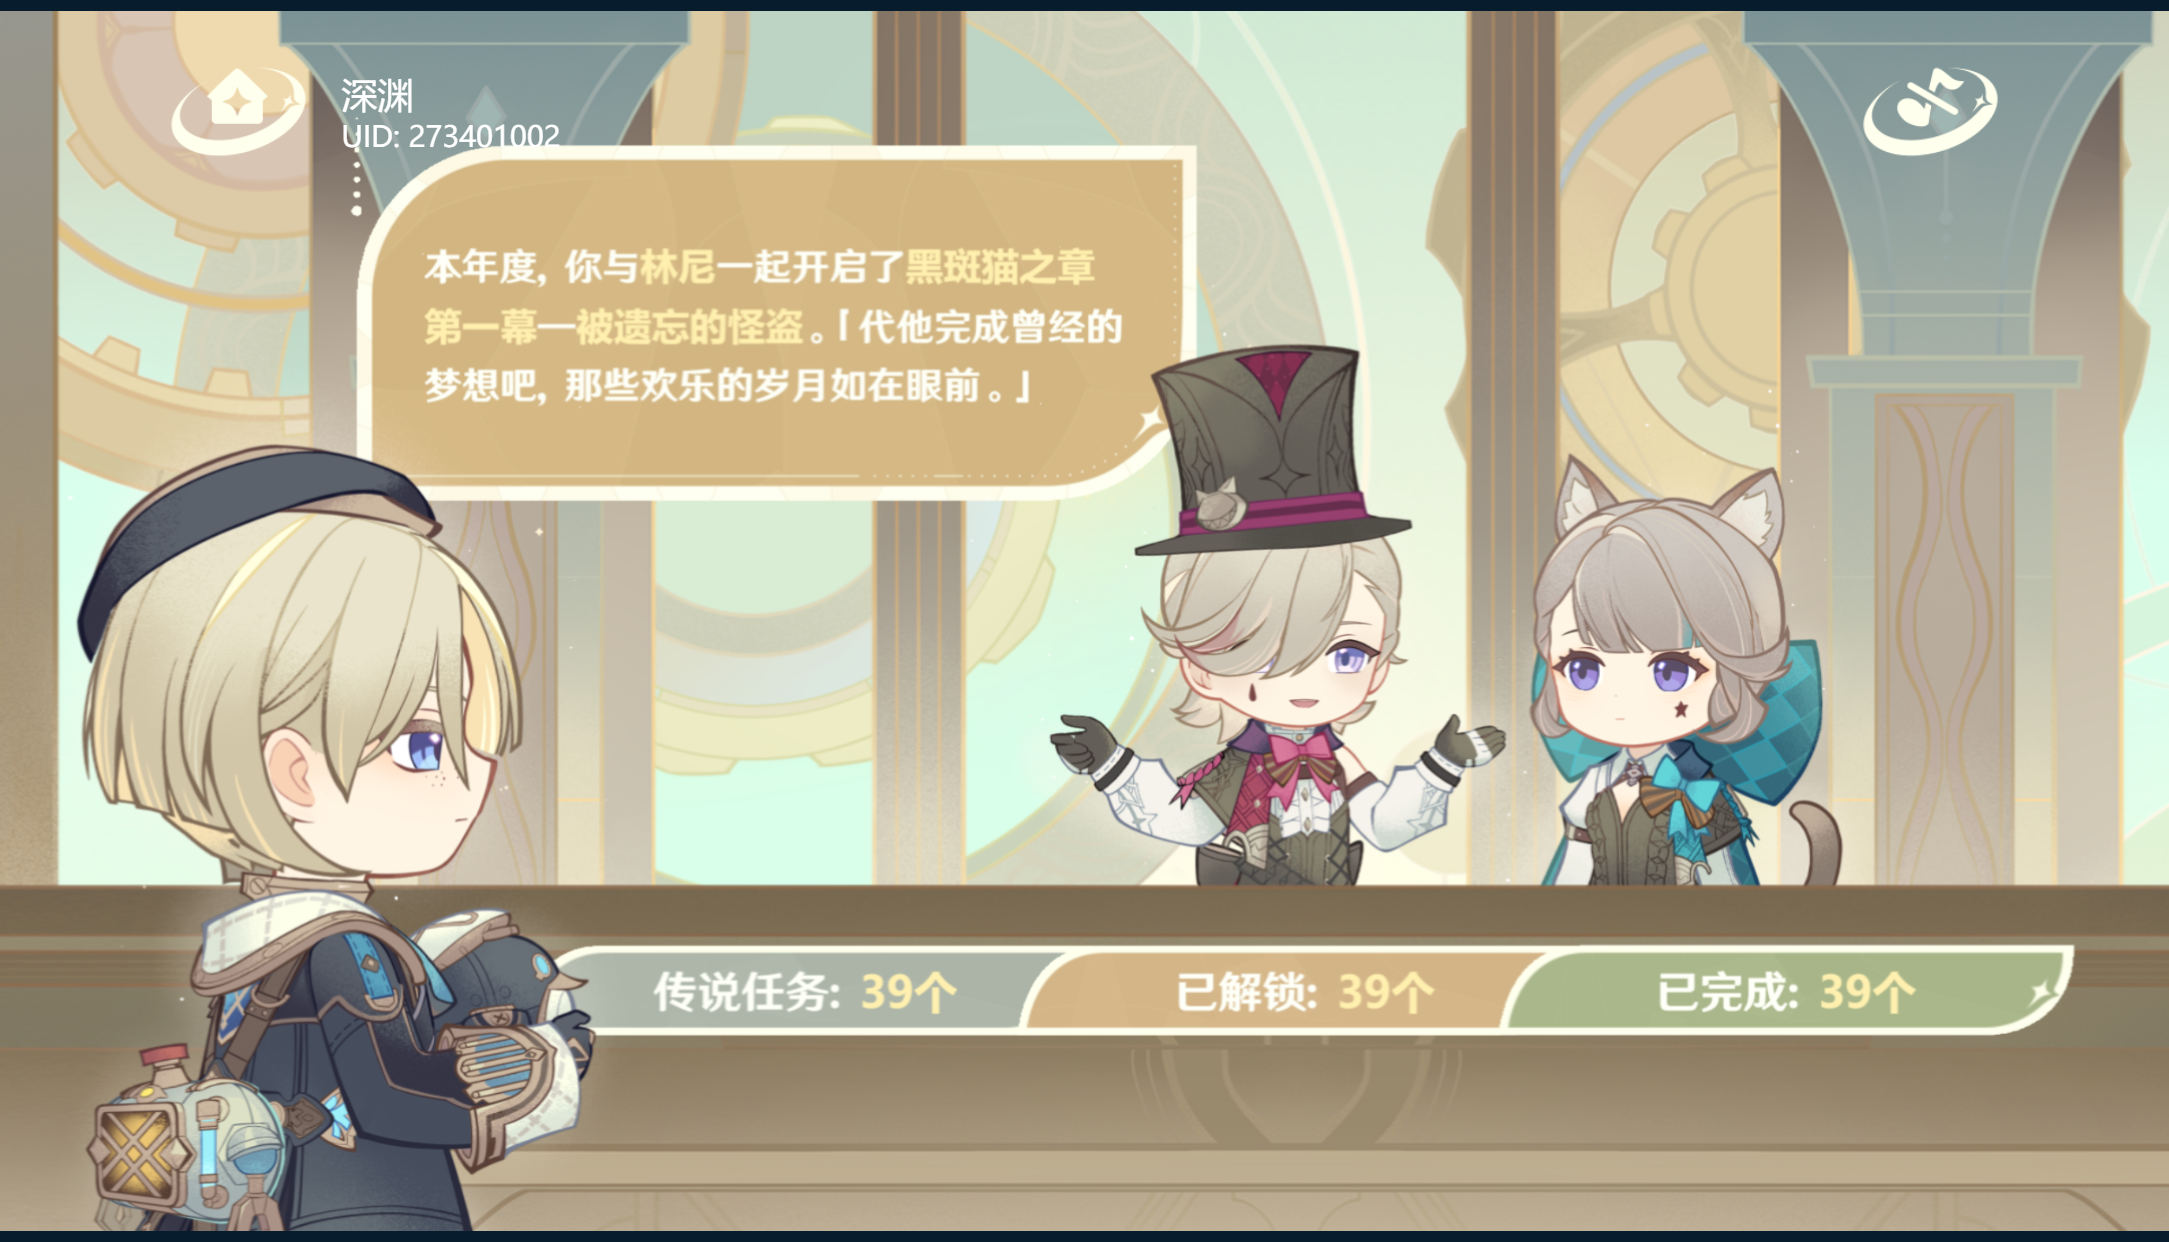 深渊
UID: 273401002
本年度, 你与林尼一起开启了黑斑猫之章
第一幕—被遗忘的怪盗。「代他完成曾经的
梦想吧, 那些欢乐的岁月如在眼前。」
传说任务: 39个 已解锁: 39个 已完成: 39个